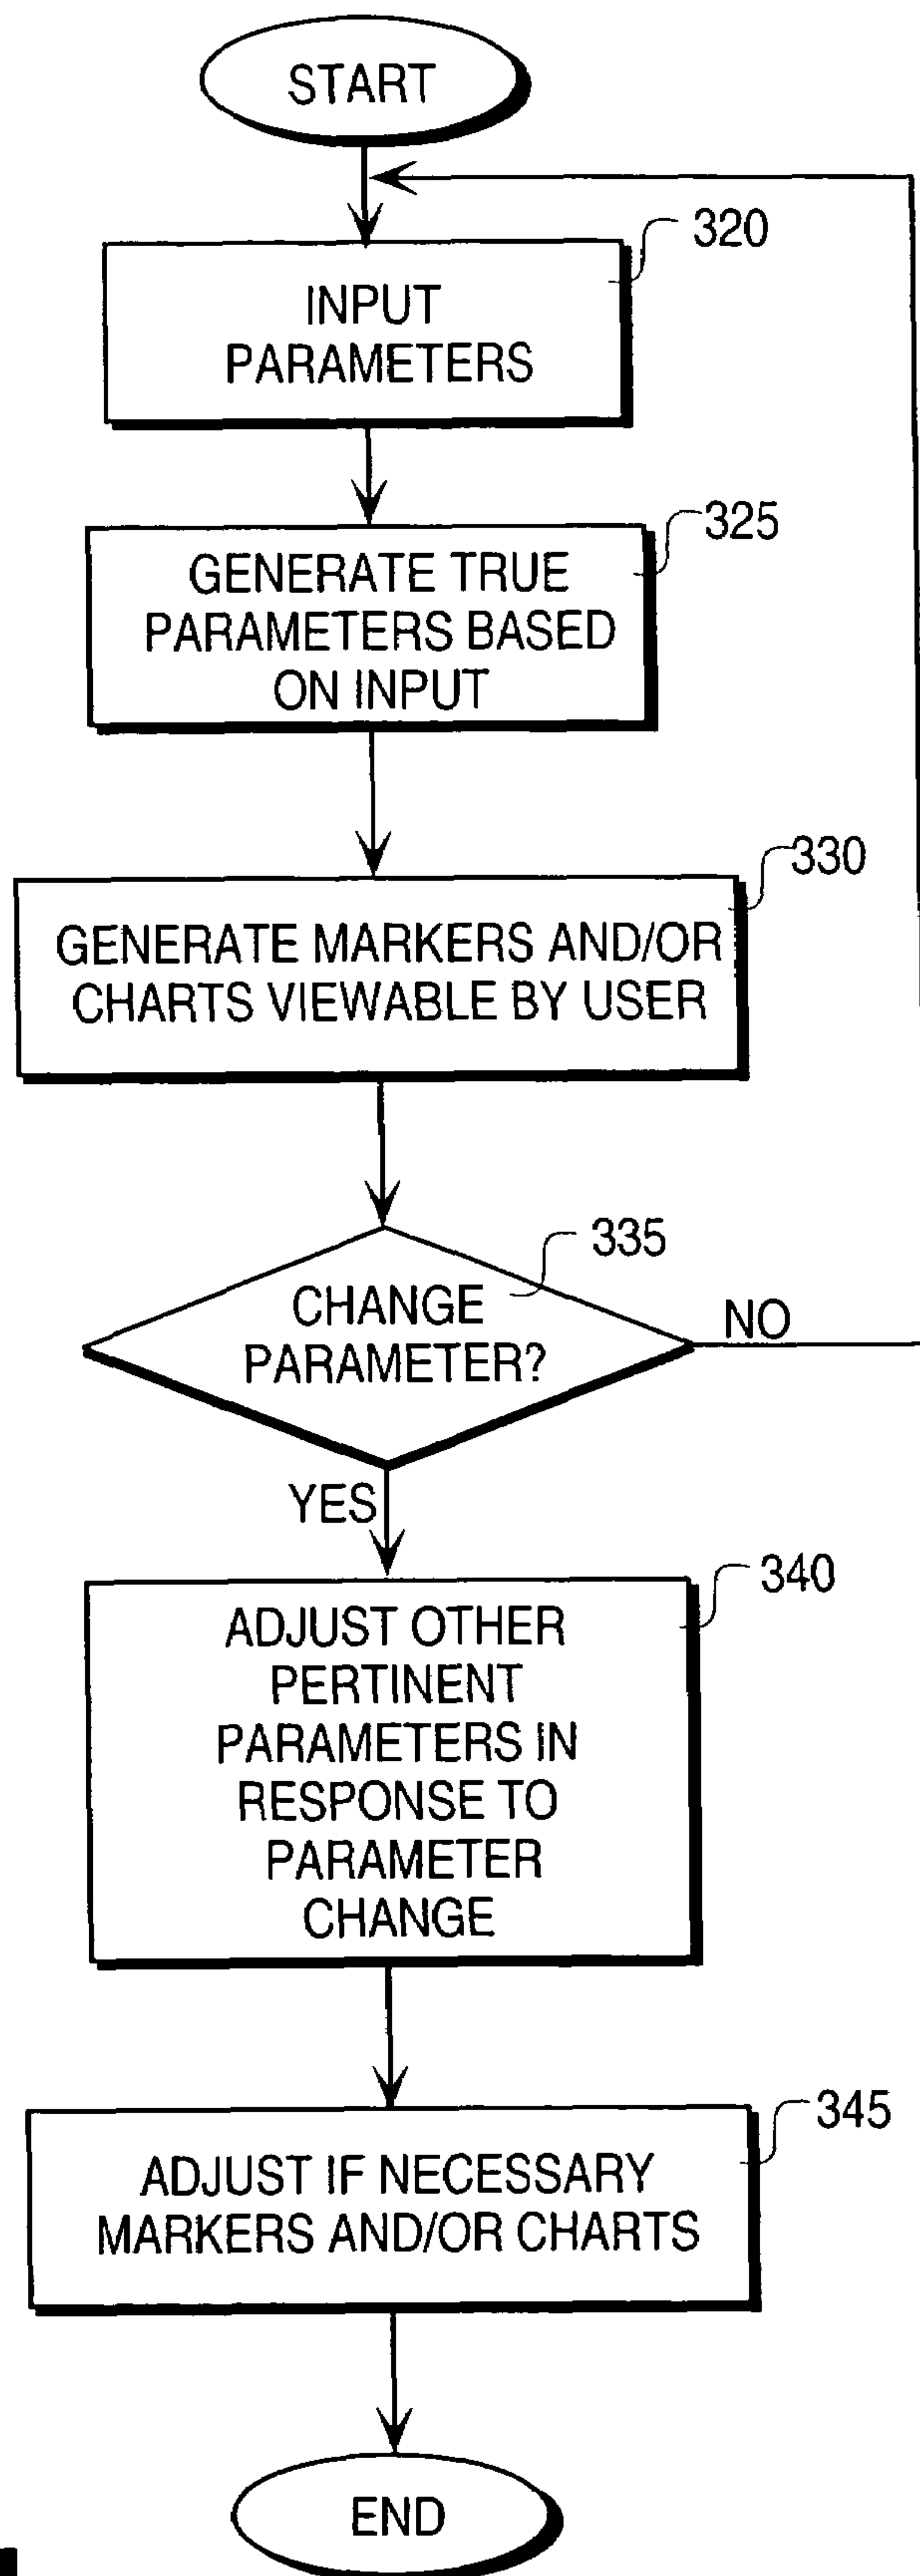 START
320
INPUT
PARAMETERS
325
GENERATE TRUE
PARAMETERS BASED
ON INPUT
330
GENERATE MARKERS AND/OR
CHARTS VIEWABLE BY USER
335
CHANGE
PARAMETER?
NO
YES
340
ADJUST OTHER
PERTINENT
PARAMETERS IN
RESPONSE TO
PARAMETER
CHANGE
345
ADJUST IF NECESSARY
MARKERS AND/OR CHARTS
END